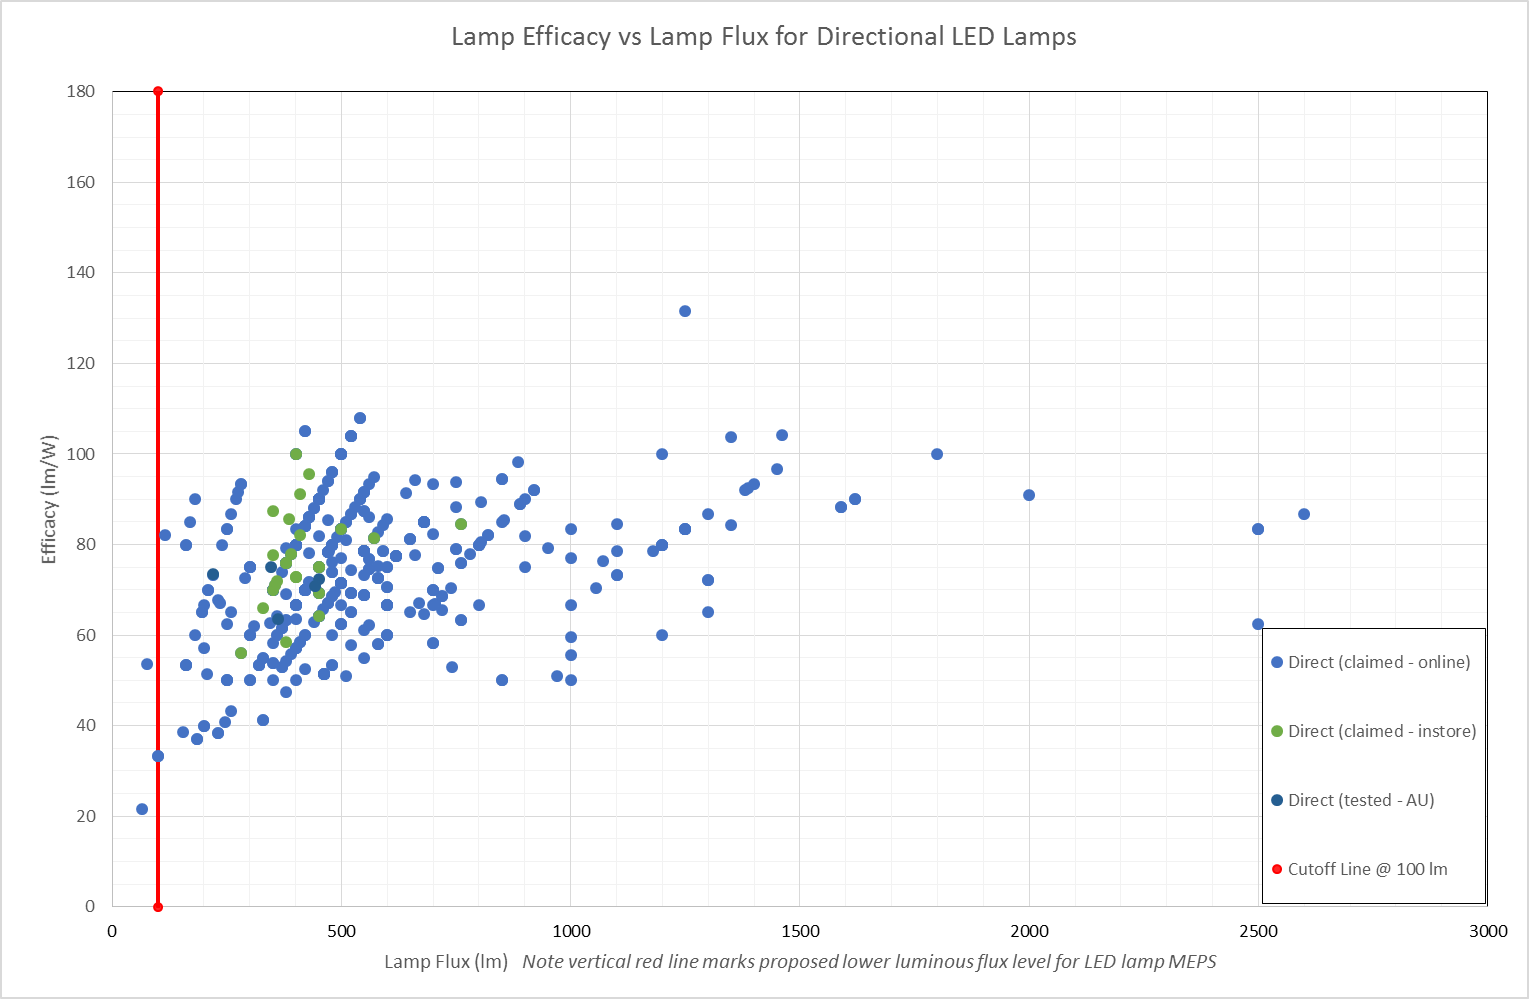 Lamp Efficacy vs Lamp Flux for Directional LED Lamps
180
160
140
120
100
80
60
40
20
0
Efficacy (lm/W)
Direct (claimed - online)
Direct (claimed - instore)
Direct (tested - AU)
Cutoff Line @ 100 lm
0 500 1000 1500 2000 2500 3000
Lamp Flux (lm) Note vertical red line marks proposed lower luminous flux level for LED lamp MEPS